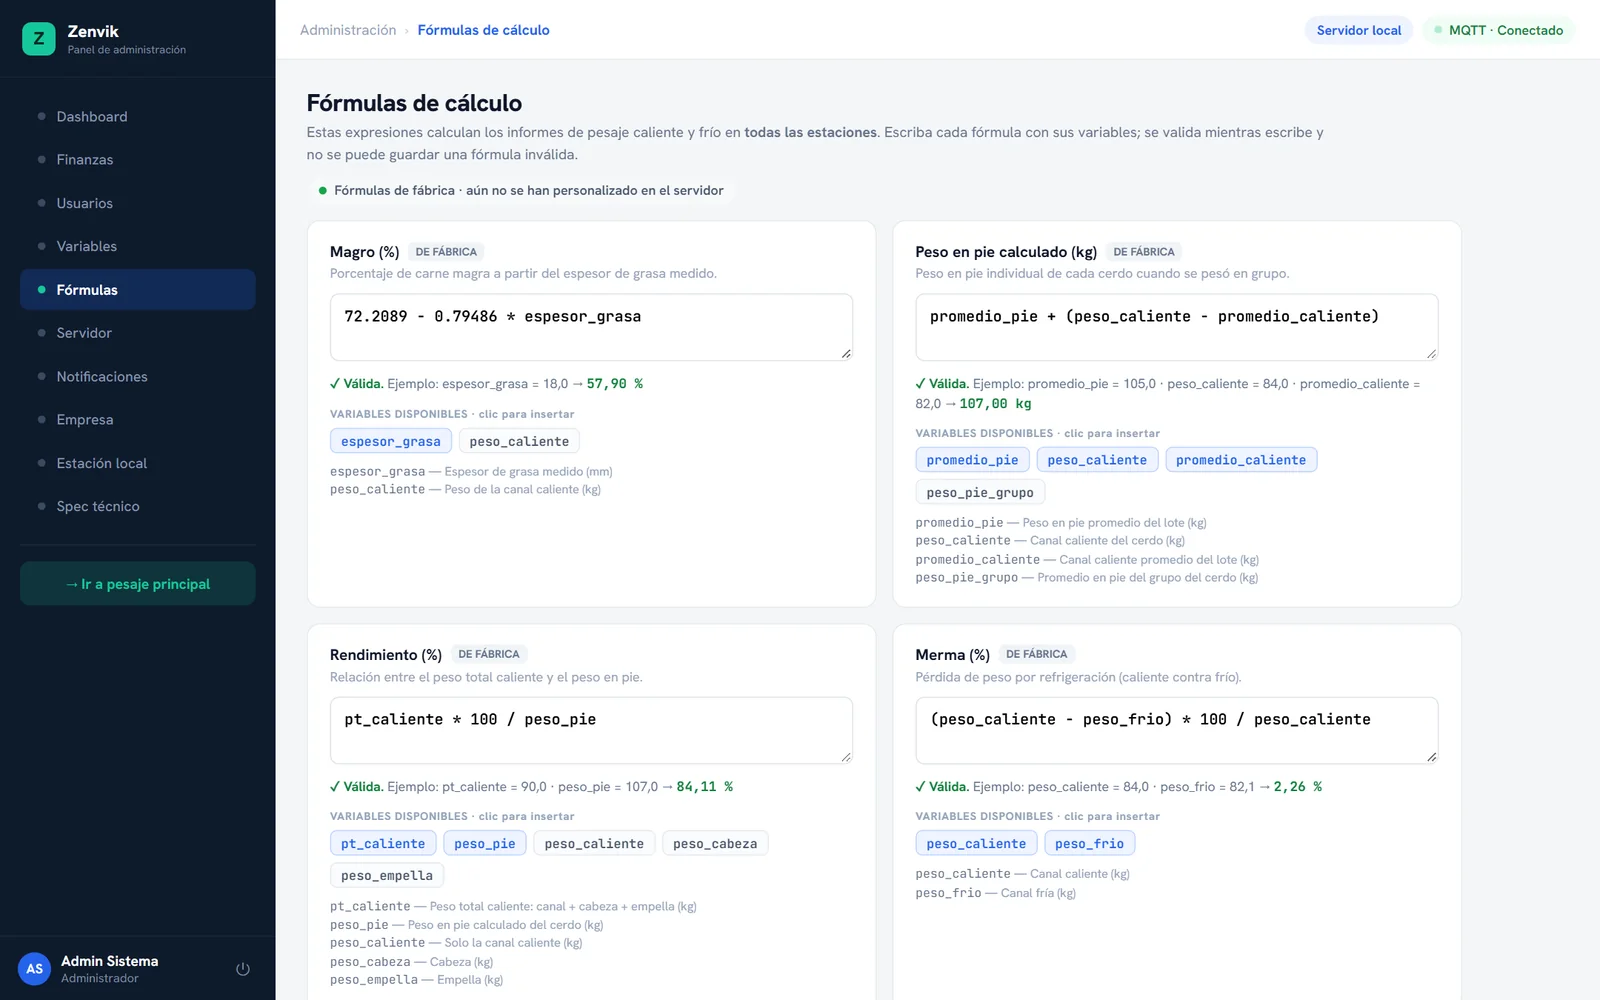 Z
Zenvik
Panel de administración
Dashboard
Finanzas
Usuarios
Variables
Fórmulas
Servidor
Notificaciones
Empresa
Estación local
Spec técnico
→ Ir a pesaje principal
AS
Admin Sistema
Administrador
Administración › Fórmulas de cálculo
Servidor local
MQTT · Conectado
Fórmulas de cálculo
Estas expresiones calculan los informes de pesaje caliente y frío en todas las estaciones. Escriba cada fórmula con sus variables; se valida mientras escribe y
no se puede guardar una fórmula inválida.
Fórmulas de fábrica · aún no se han personalizado en el servidor
Magro (%) DE FÁBRICA
Porcentaje de carne magra a partir del espesor de grasa medido.
72.2089 - 0.79486 * espesor_grasa
✓ Válida. Ejemplo: espesor_grasa = 18,0 → 57,90 %
VARIABLES DISPONIBLES · clic para insertar
espesor_grasa peso_caliente
espesor_grasa — Espesor de grasa medido (mm)
peso_caliente — Peso de la canal caliente (kg)
Peso en pie calculado (kg) DE FÁBRICA
Peso en pie individual de cada cerdo cuando se pesó en grupo.
promedio_pie + (peso_caliente - promedio_caliente)
✓ Válida. Ejemplo: promedio_pie = 105,0 · peso_caliente = 84,0 · promedio_caliente =
82,0 → 107,00 kg
VARIABLES DISPONIBLES · clic para insertar
promedio_pie peso_caliente promedio_caliente
peso_pie_grupo
promedio_pie — Peso en pie promedio del lote (kg)
peso_caliente — Canal caliente del cerdo (kg)
promedio_caliente — Canal caliente promedio del lote (kg)
peso_pie_grupo — Promedio en pie del grupo del cerdo (kg)
Rendimiento (%) DE FÁBRICA
Relación entre el peso total caliente y el peso en pie.
pt_caliente * 100 / peso_pie
✓ Válida. Ejemplo: pt_caliente = 90,0 · peso_pie = 107,0 → 84,11 %
VARIABLES DISPONIBLES · clic para insertar
pt_caliente peso_pie peso_caliente peso_cabeza
peso_empella
pt_caliente — Peso total caliente: canal + cabeza + empella (kg)
peso_pie — Peso en pie calculado del cerdo (kg)
peso_caliente — Solo la canal caliente (kg)
peso_cabeza — Cabeza (kg)
peso_empella — Empella (kg)
Merma (%) DE FÁBRICA
Pérdida de peso por refrigeración (caliente contra frío).
(peso_caliente - peso_frio) * 100 / peso_caliente
✓ Válida. Ejemplo: peso_caliente = 84,0 · peso_frio = 82,1 → 2,26 %
VARIABLES DISPONIBLES · clic para insertar
peso_caliente peso_frio
peso_caliente — Canal caliente (kg)
peso_frio — Canal fría (kg)